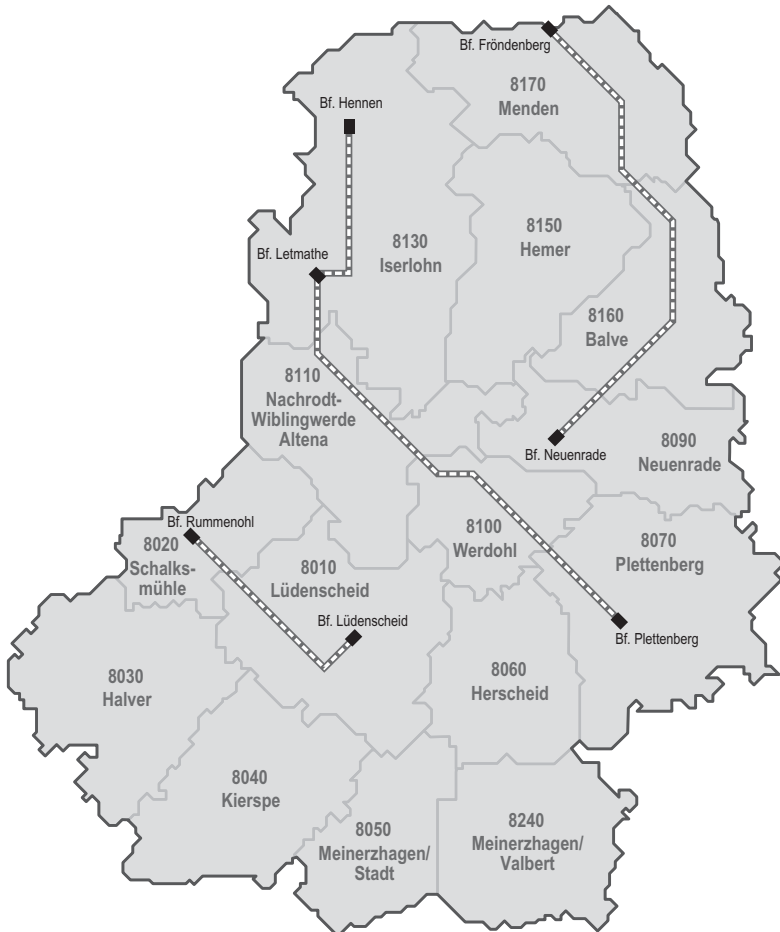 Bf. Fröndenberg
8170
Menden
Bf. Hennen
8150
Hemer
8130
Iserlohn
Bf. Letmathe
8160
Balve
8110
Nachrodt-
Wiblingwerde
Altena
Bf. Neuenrade
8090
Neuenrade
Bf. Rummenohl
8020
Schalks-
mühle
8010
Lüdenscheid
8100
Werdohl
8070
Plettenberg
Bf. Lüdenscheid
Bf. Plettenberg
8030
Halver
8060
Herscheid
8040
Kierspe
8050
Meinerzhagen/
Stadt
8240
Meinerzhagen/
Valbert